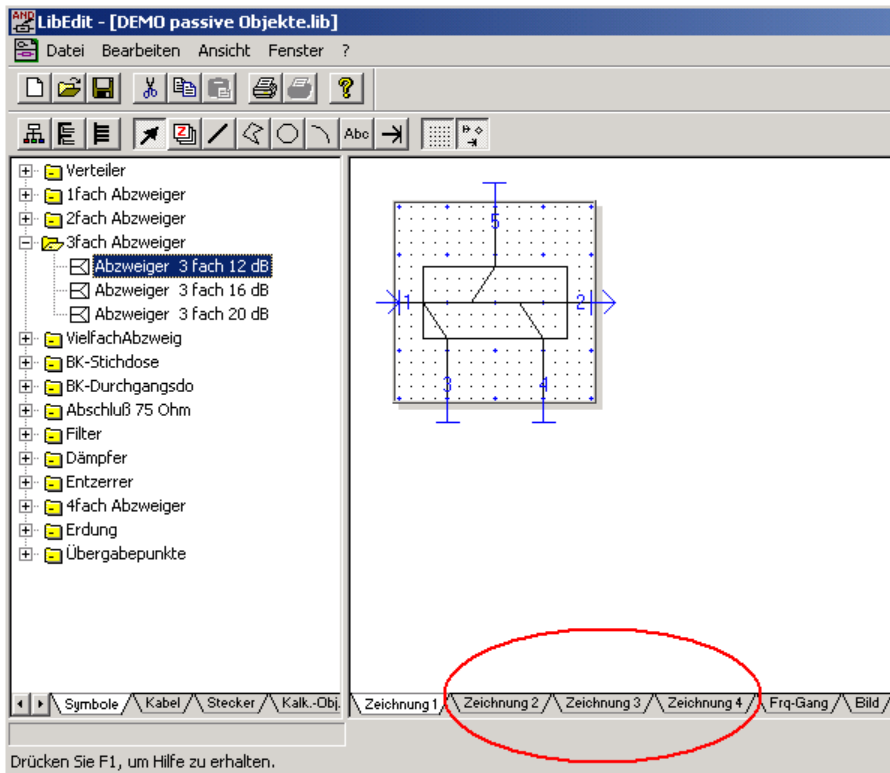 AND LibEdit - [DEMO passive Objekte.lib]
Datei Bearbeiten Ansicht Fenster ?
Z Abc
Verteiler
1fach Abzweiger
2fach Abzweiger
3fach Abzweiger
Abzweiger 3 fach 12 dB
Abzweiger 3 fach 16 dB
Abzweiger 3 fach 20 dB
VielfachAbzweig
BK-Stichdose
BK-Durchgangsdo
Abschluß 75 Ohm
Filter
Dämpfer
Entzerrer
4fach Abzweiger
Erdung
Übergabepunkte
5
1 2
3 4
Symbole Kabel Stecker Kalk.-Obj. Zeichnung 1 Zeichnung 2 Zeichnung 3 Zeichnung 4 Frq-Gang Bild
Drücken Sie F1, um Hilfe zu erhalten.